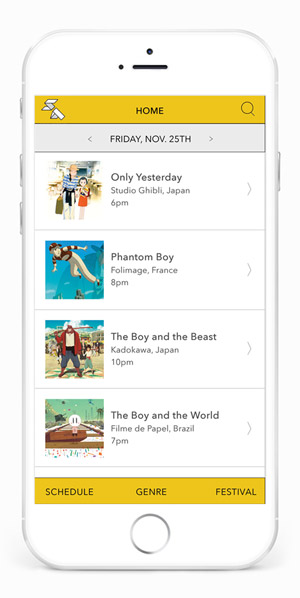 HOME
< FRIDAY, NOV. 25TH >
Only Yesterday
Studio Ghibli, Japan
6pm
Phantom Boy
Folimage, France
8pm
The Boy and the Beast
Kadokawa, Japan
10pm
The Boy and the World
Filme de Papel, Brazil
7pm
SCHEDULE GENRE FESTIVAL